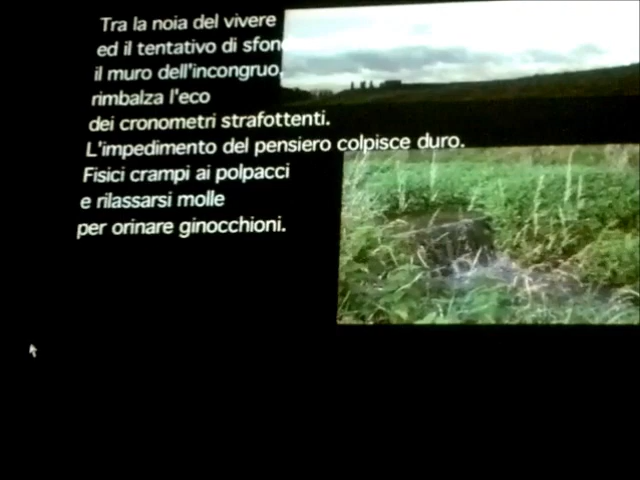 Tra la noia del vivere
ed il tentativo di sfon
il muro dell'incongruo,
rimbalza l'eco
dei cronometri strafottenti.
L'impedimento del pensiero colpisce duro.
Fisici crampi ai polpacci
e rilassarsi molle
per orinare ginocchioni.